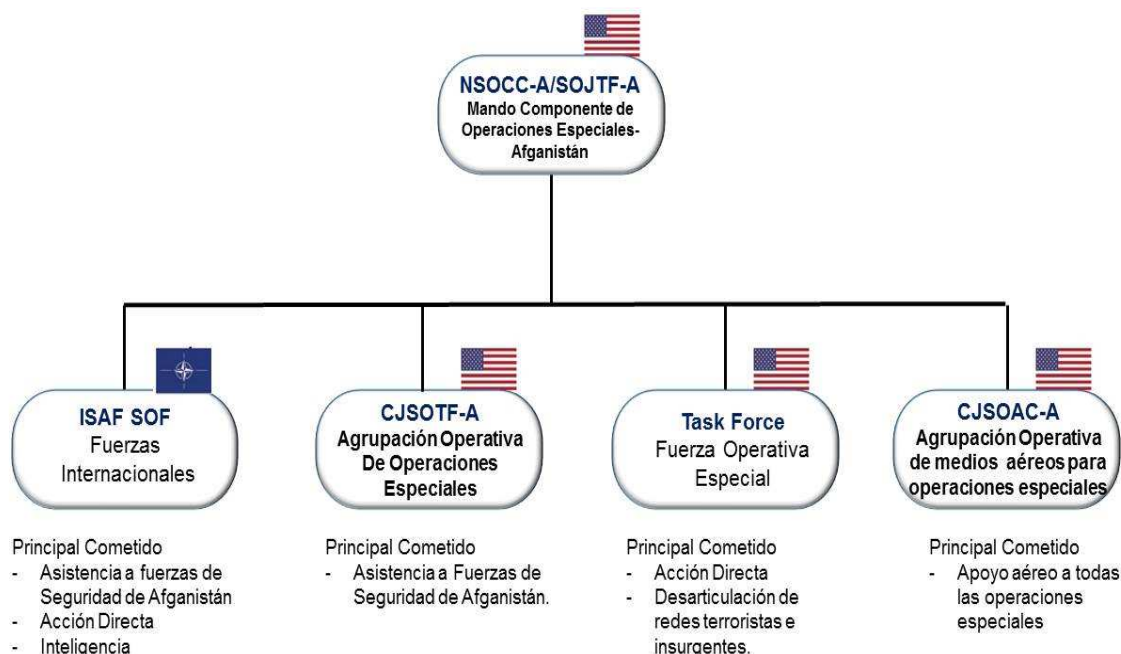 NSOCC-A/SOJTF-A
Mando Componente de
Operaciones Especiales-
Afganistán
ISAF SOF
Fuerzas
Internacionales
CJSOTF-A
Agrupación Operativa
De Operaciones
Especiales
Task Force
Fuerza Operativa
Especial
CJSOAC-A
Agrupación Operativa
de medios aéreos para
operaciones especiales
Principal Cometido
- Asistencia a fuerzas de
Seguridad de Afganistán
- Acción Directa
- Inteligencia
Principal Cometido
- Asistencia a Fuerzas de
Seguridad de Afganistán.
Principal Cometido
- Acción Directa
- Desarticulación de
redes terroristas e
insurgentes.
Principal Cometido
- Apoyo aéreo a todas
las operaciones
especiales